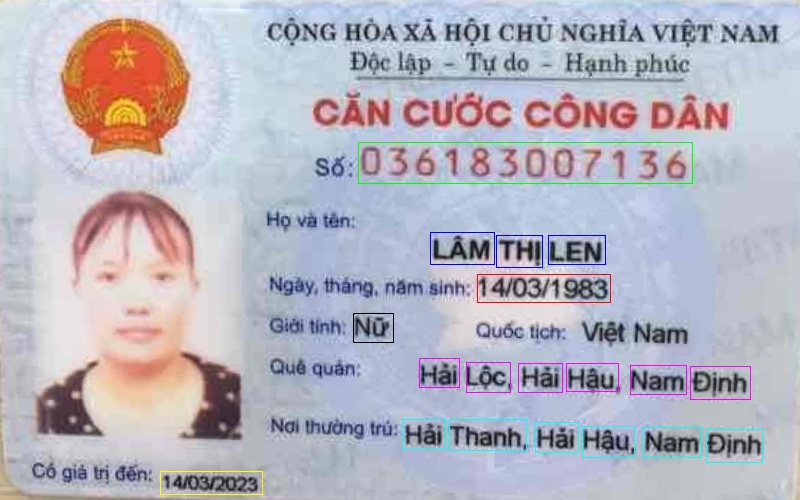 CỘNG HÒA XÃ HỘI CHỦ NGHĨA VIỆT NAM
Độc lập - Tự do - Hạnh phúc
CĂN CƯỚC CÔNG DÂN
Số: 036183007136
Họ và tên:
LÂM THỊ LEN
Ngày, tháng, năm sinh: 14/03/1983
Giới tính: Nữ Quốc tịch: Việt Nam
Quê quán: Hải Lộc, Hải Hậu, Nam Định
Nơi thường trú: Hải Thanh, Hải Hậu, Nam Định
Có giá trị đến: 14/03/2023